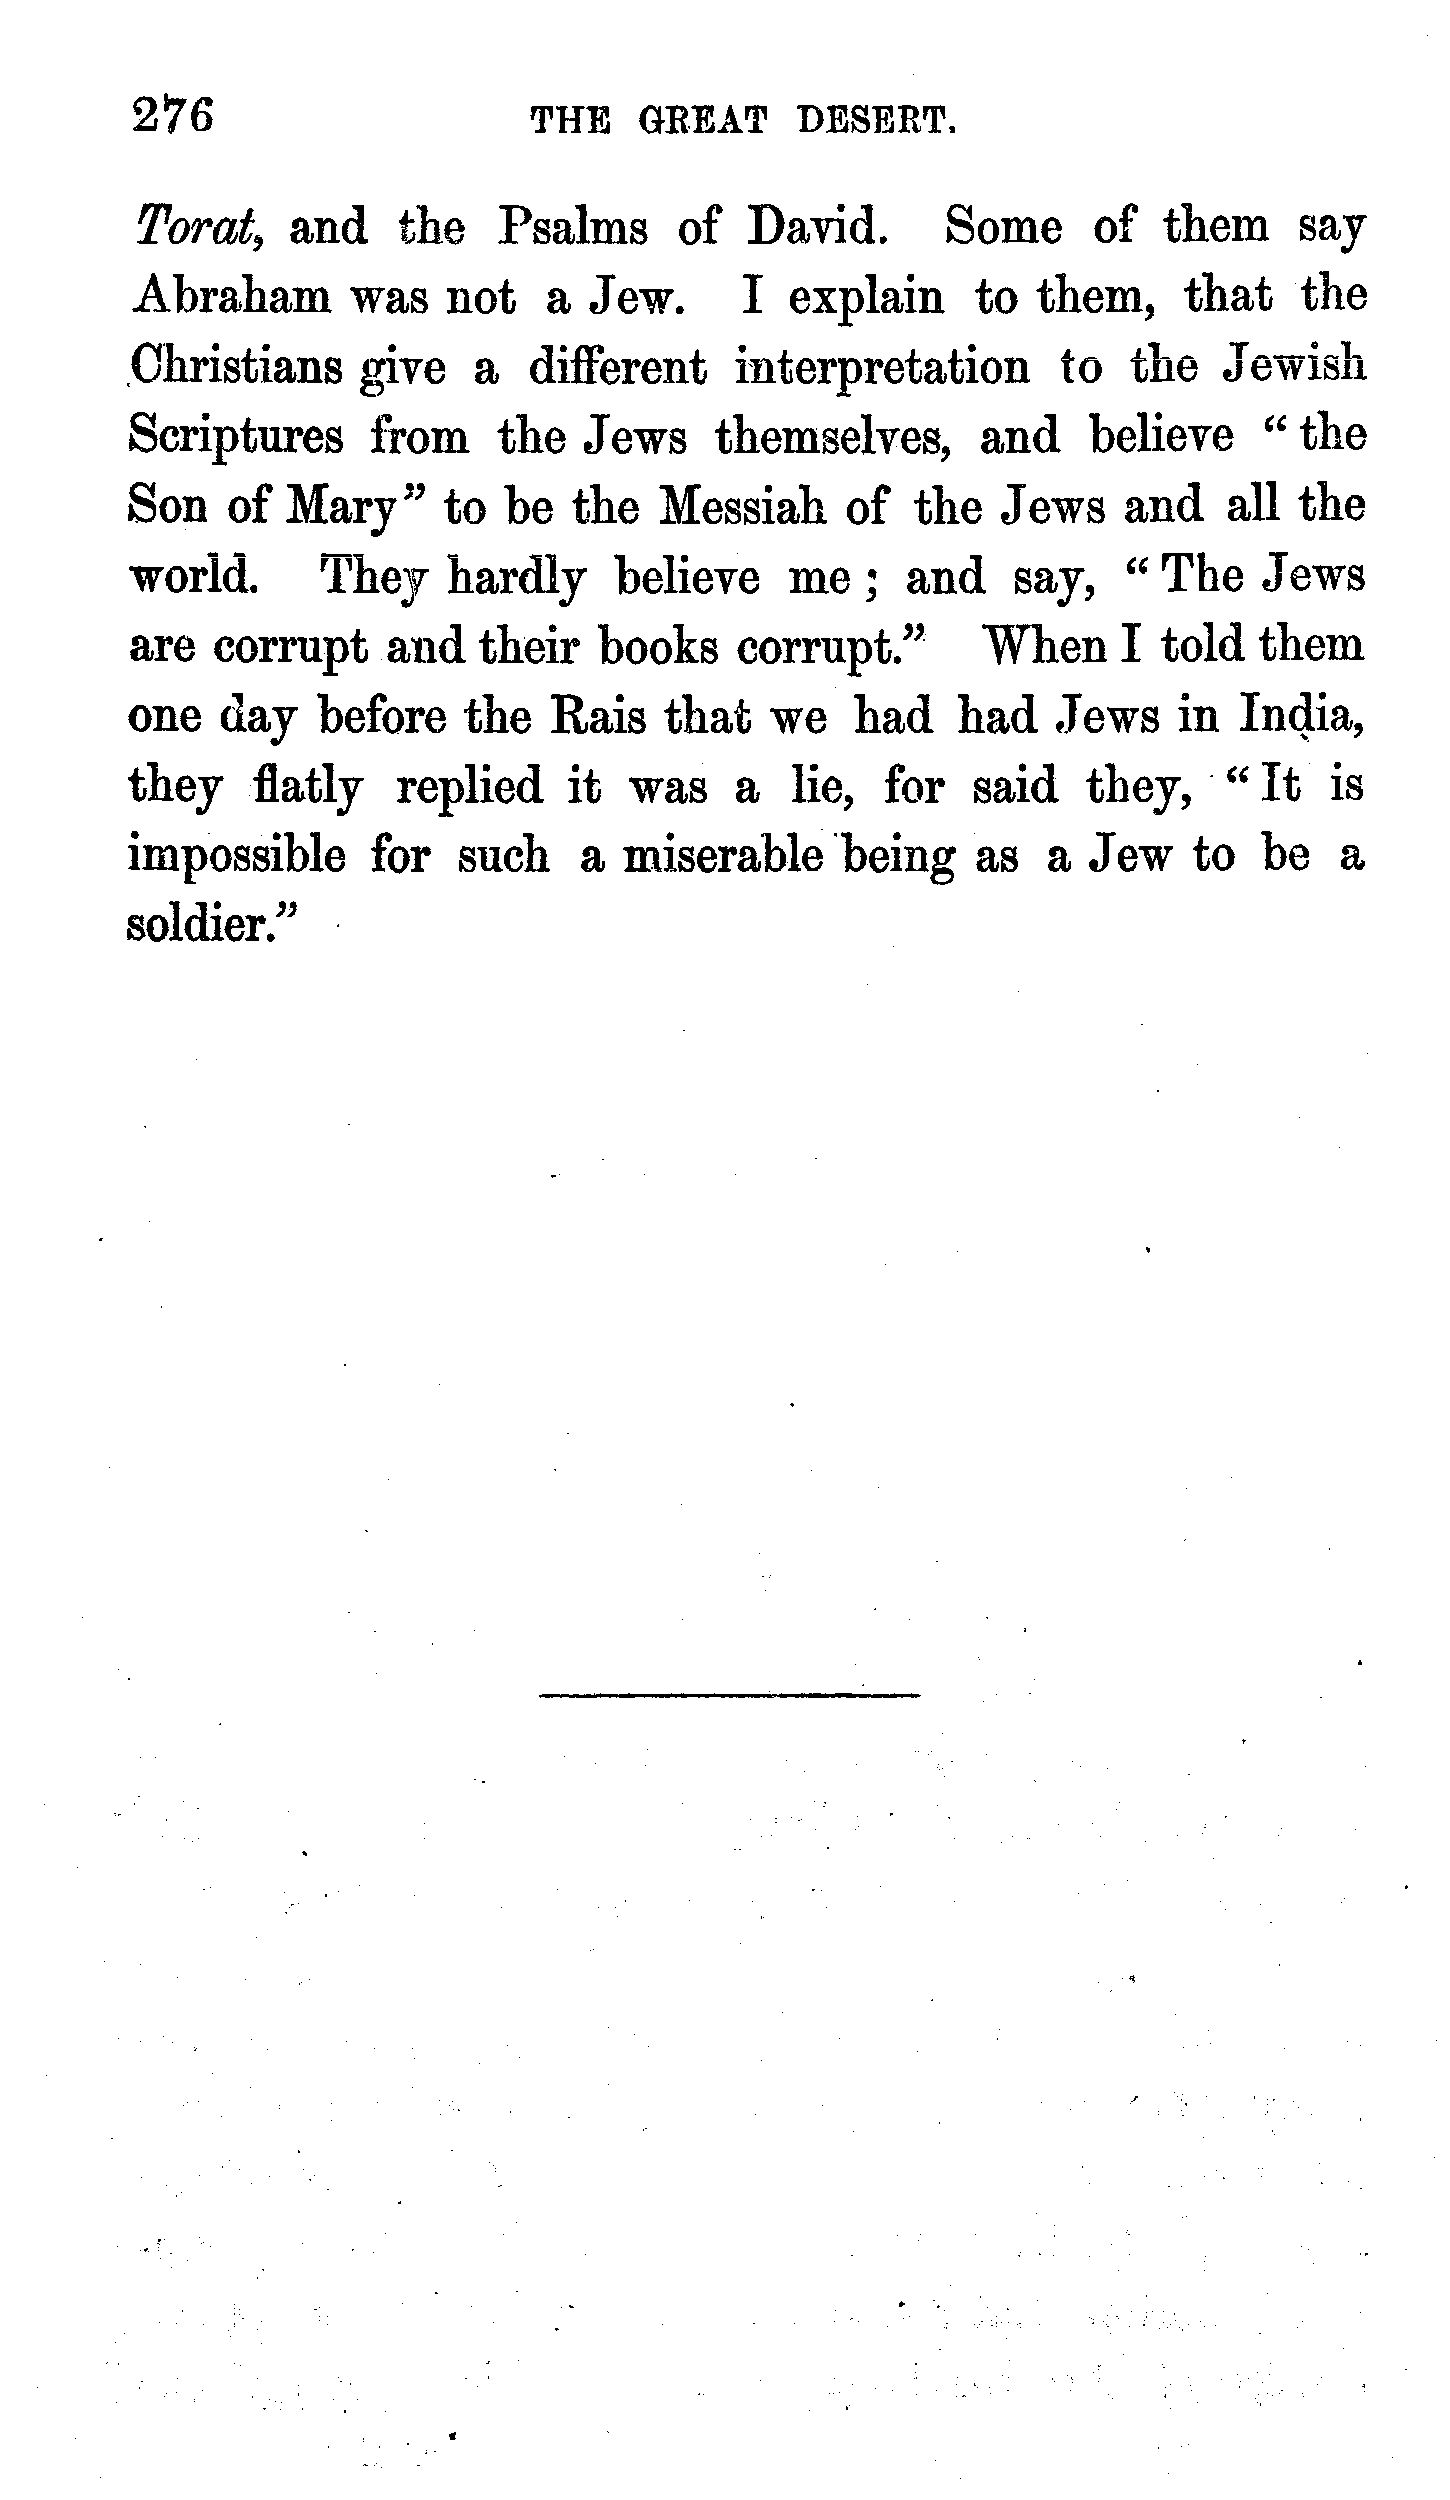 276 THE GREAT DESERT.
Torat, and the Psalms of David. Some of them say
Abraham was not a Jew. I explain to them, that the
Christians give a different interpretation to the Jewish
Scriptures from the Jews themselves, and believe “ the
Son of Mary” to be the Messiah of the Jews and all the
world. They hardly believe me ; and say, “ The Jews
are corrupt and their books corrupt.” When I told them
one day before the Rais that we had had Jews in India,
they flatly replied it was a lie, for said they, “ It is
impossible for such a miserable being as a Jew to be a
soldier.”